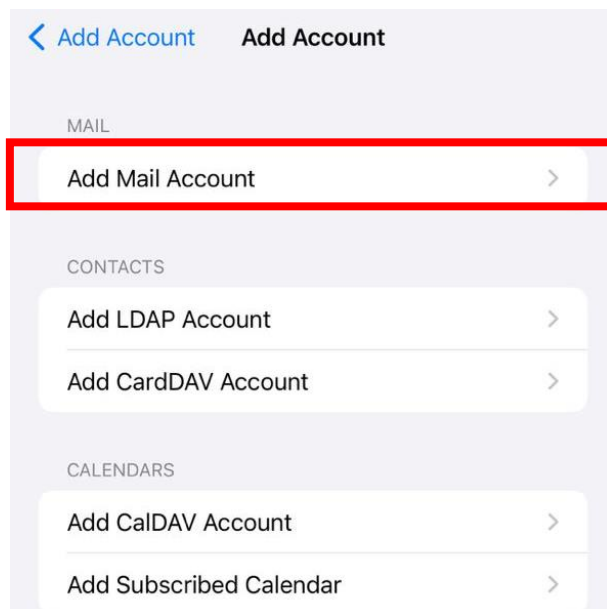 Add Account Add Account
MAIL
Add Mail Account
CONTACTS
Add LDAP Account
Add CardDAV Account
CALENDARS
Add CalDAV Account
Add Subscribed Calendar